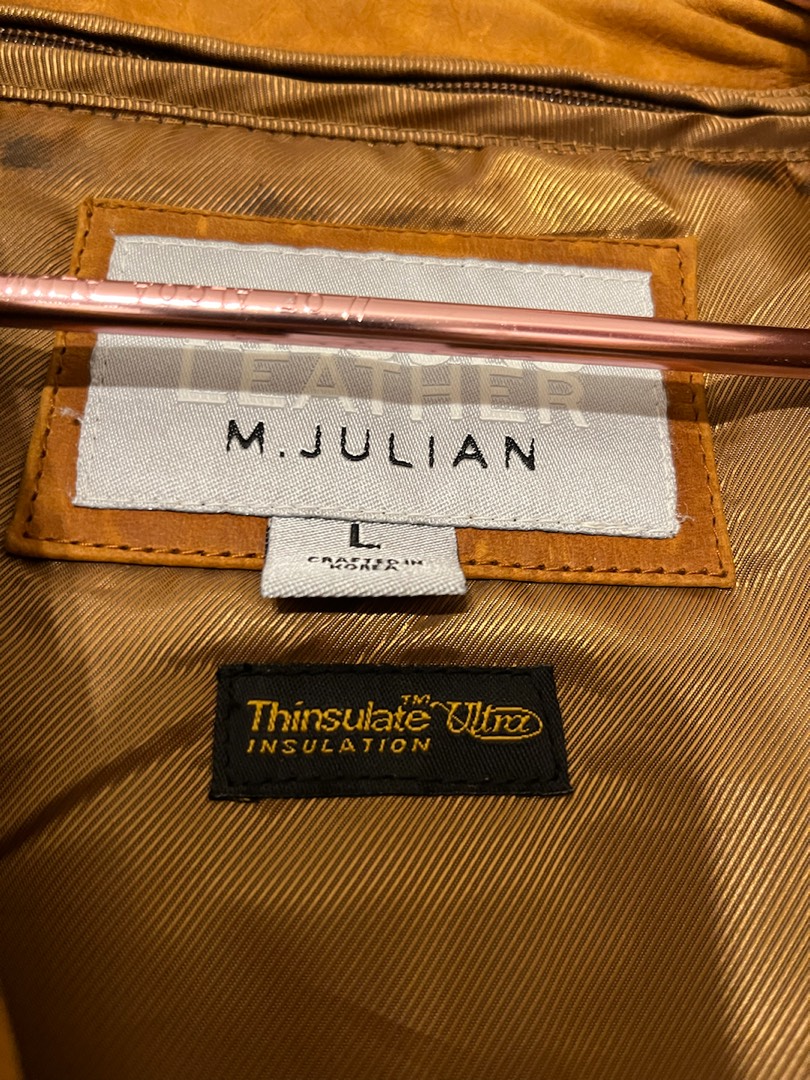 LEATHER
M.JULIAN
L
CRAFTED IN
KOREA
Thinsulate™ Ultra
INSULATION